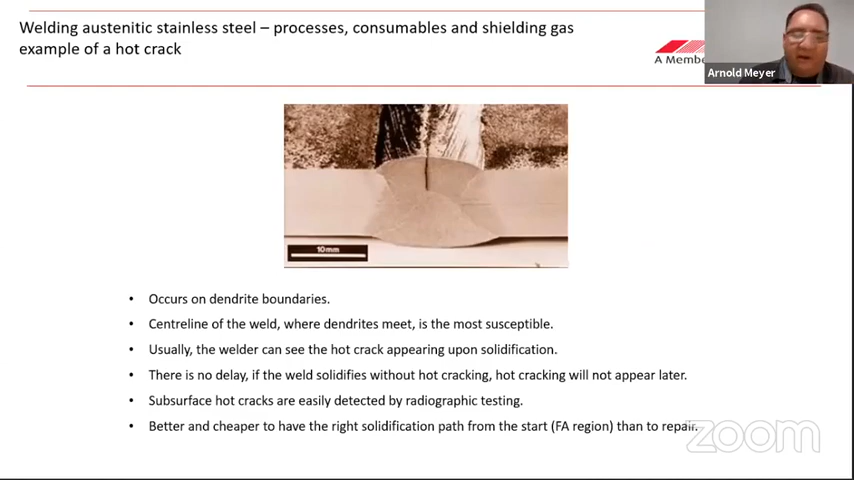 Welding austenitic stainless steel – processes, consumables and shielding gas
example of a hot crack
A Membe
Arnold Meyer
10mm
• Occurs on dendrite boundaries.
• Centreline of the weld, where dendrites meet, is the most susceptible.
• Usually, the welder can see the hot crack appearing upon solidification.
• There is no delay, if the weld solidifies without hot cracking, hot cracking will not appear later.
• Subsurface hot cracks are easily detected by radiographic testing.
• Better and cheaper to have the right solidification path from the start (FA region) than to repair.
zoom